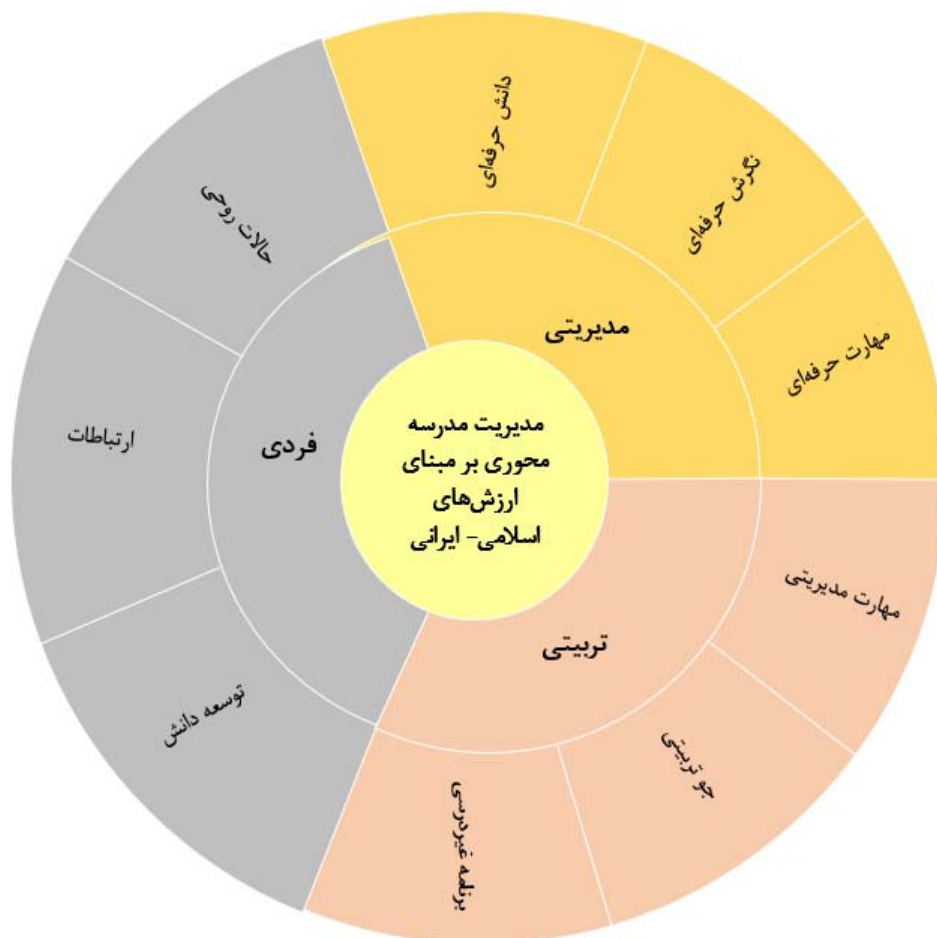 مدیریت مدرسه
محوری بر مبنای
ارزش‌های
اسلامی- ایرانی
مدیریتی
دانش حرفه‌ای
نگرش حرفه‌ای
مهارت حرفه‌ای
تربیتی
مهارت مدیریتی
جو تربیتی
برنامه غیردرسی
فردی
توسعه دانش
ارتباطات
حالات روحی